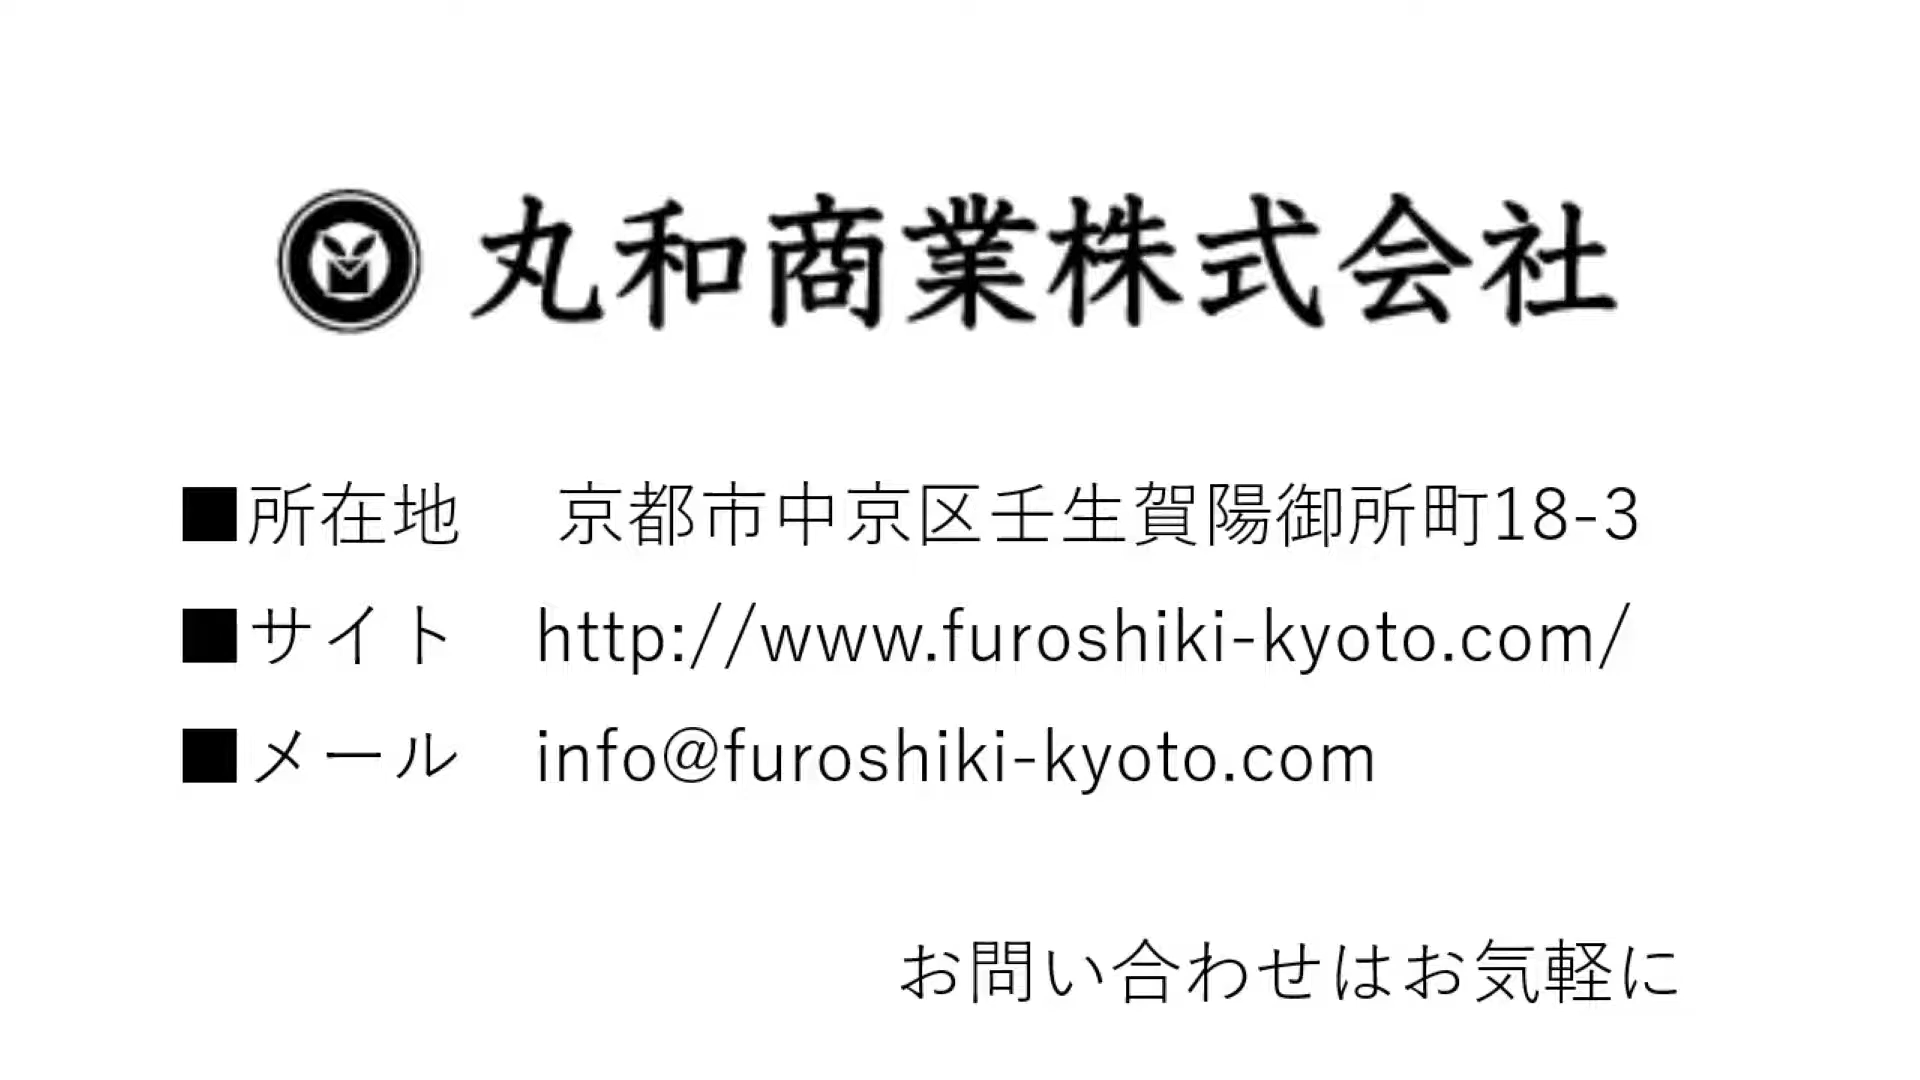 丸和商業株式会社
■所在地　京都市中京区壬生賀陽御所町18-3
■サイト　http://www.furoshiki-kyoto.com/
■メール　info@furoshiki-kyoto.com
お問い合わせはお気軽に